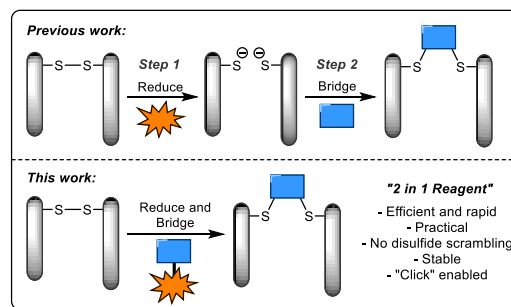 Previous work:
S S
Step 1
Reduce
S S
⊖ ⊖
Step 2
Bridge
S S
This work:
S S
Reduce and
Bridge
S S
"2 in 1 Reagent"
- Efficient and rapid
- Practical
- No disulfide scrambling
- Stable
- "Click" enabled